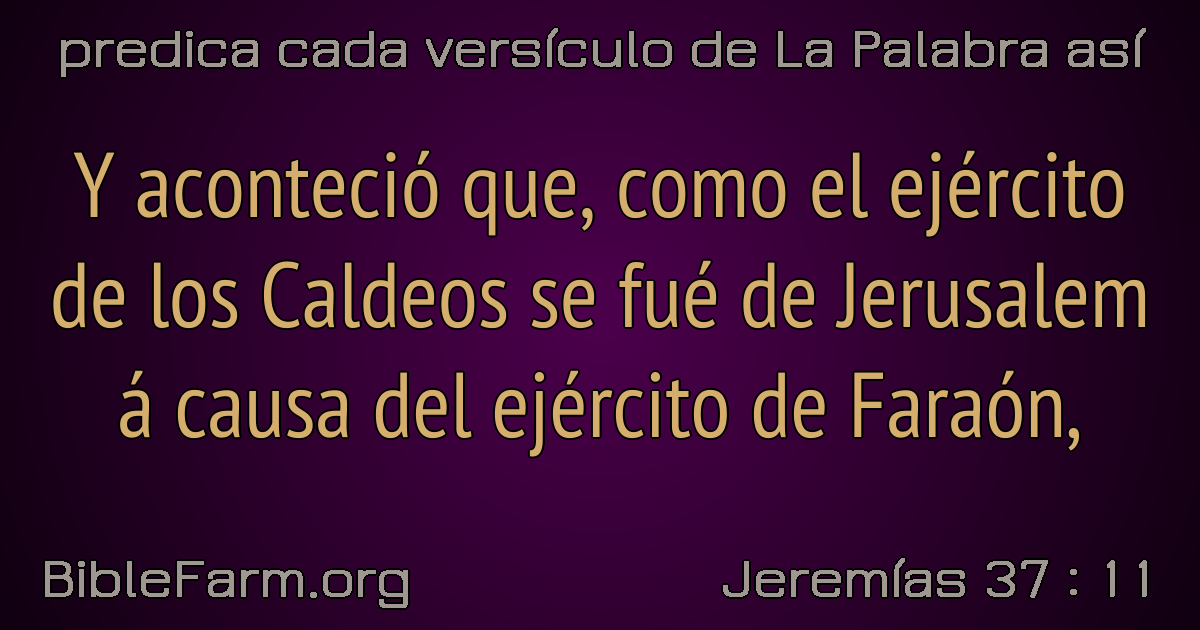 predica cada versículo de La Palabra así
Y aconteció que, como el ejército
de los Caldeos se fué de Jerusalem
á causa del ejército de Faraón,
BibleFarm.org
Jeremías 37 : 11